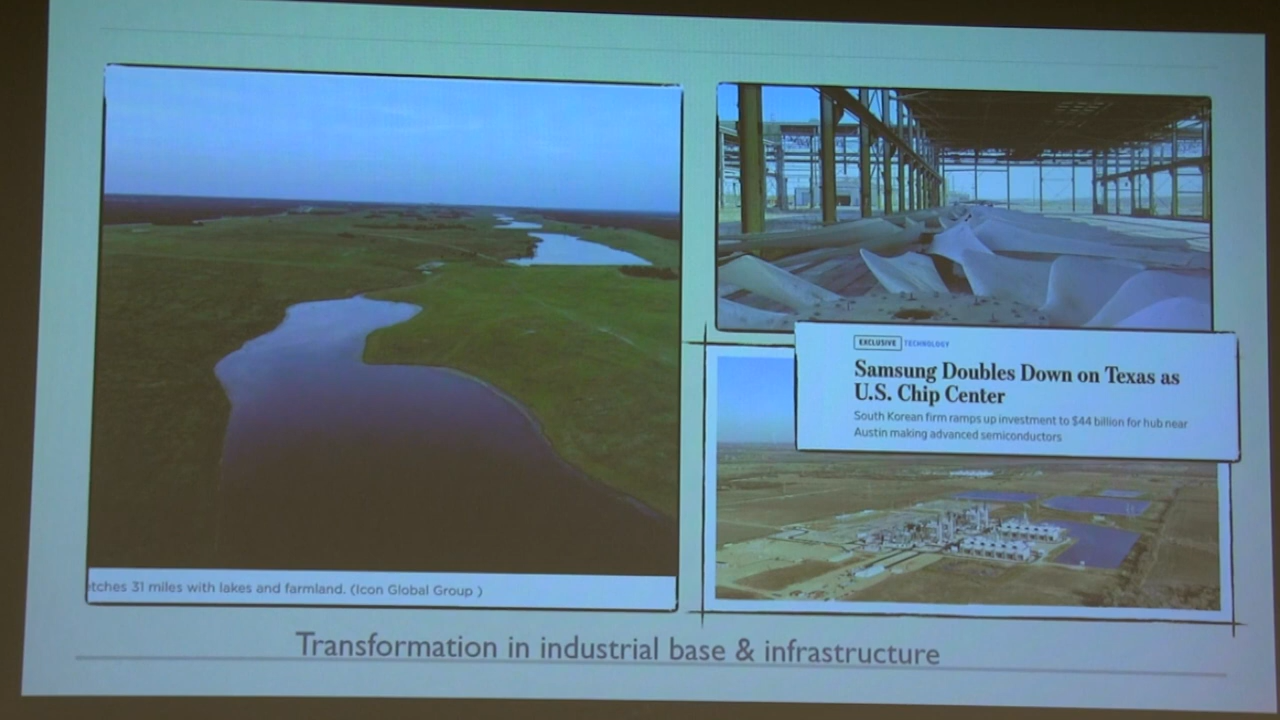 31 miles with lakes and farmland. (Icon Global Group )
EXCLUSIVE TECHNOLOGY
Samsung Doubles Down on Texas as
U.S. Chip Center
South Korean firm ramps up investment to $44 billion for hub near
Austin making advanced semiconductors
Transformation in industrial base & infrastructure